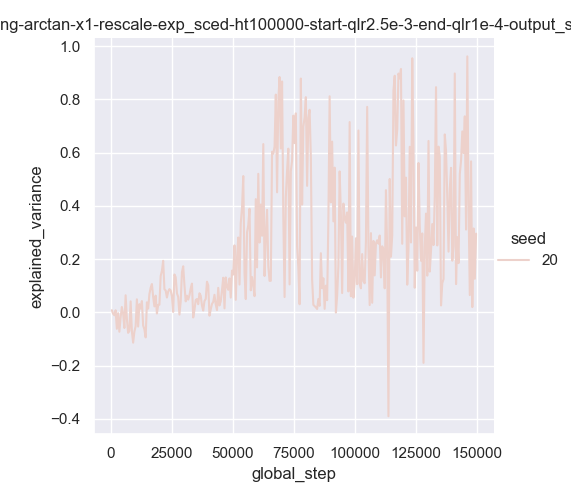 ng-arctan-x1-rescale-exp_sced-ht100000-start-qlr2.5e-3-end-qlr1e-4-output_s
1.0
0.8
0.6
0.4
0.2
0.0
−0.2
−0.4
explained_variance
seed
20
0 25000 50000 75000 100000 125000 150000
global_step